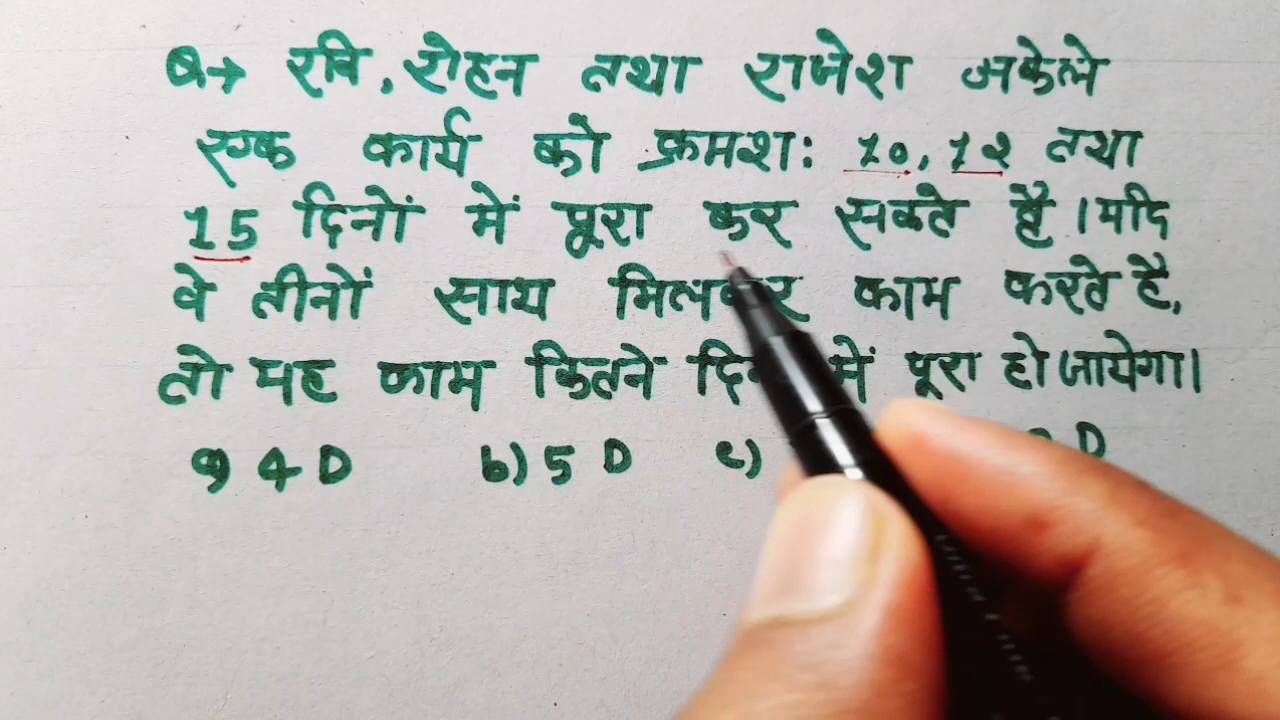 Q→ रवि, रोहन तथा राजेश अकेले
एक कार्य को क्रमश: 10, 12 तथा
15 दिनों में पूरा कर सकते है । यदि
वे तीनों साथ मिलकर काम करते है,
तो यह काम कितने में पूरा हो जायेगा।
a) 4 D b) 5 D c) D